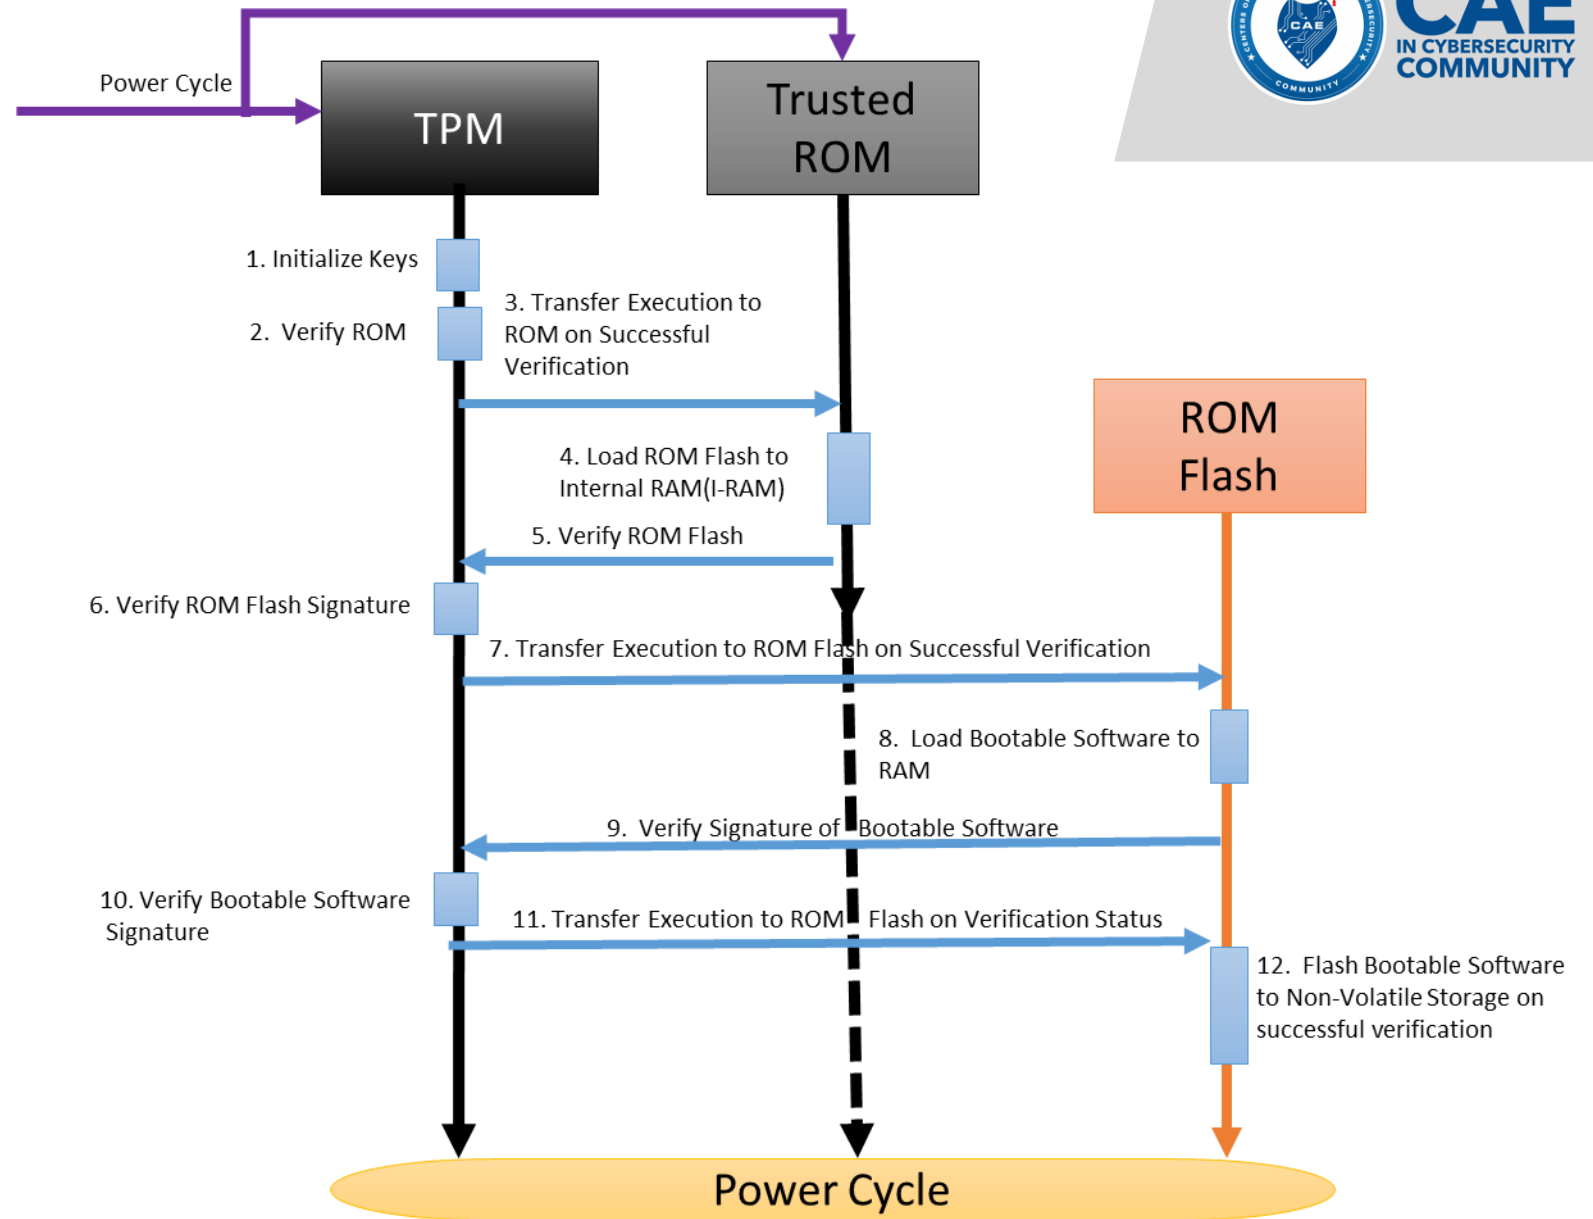 CAE
IN CYBERSECURITY
COMMUNITY
CAE
COMMUNITY
Power Cycle
TPM
Trusted
ROM
1. Initialize Keys
2. Verify ROM
3. Transfer Execution to
ROM on Successful
Verification
ROM
Flash
4. Load ROM Flash to
Internal RAM(I-RAM)
5. Verify ROM Flash
6. Verify ROM Flash Signature
7. Transfer Execution to ROM Flash on Successful Verification
8. Load Bootable Software to
RAM
9. Verify Signature of Bootable Software
10. Verify Bootable Software
Signature
11. Transfer Execution to ROM Flash on Verification Status
12. Flash Bootable Software
to Non-Volatile Storage on
successful verification
Power Cycle